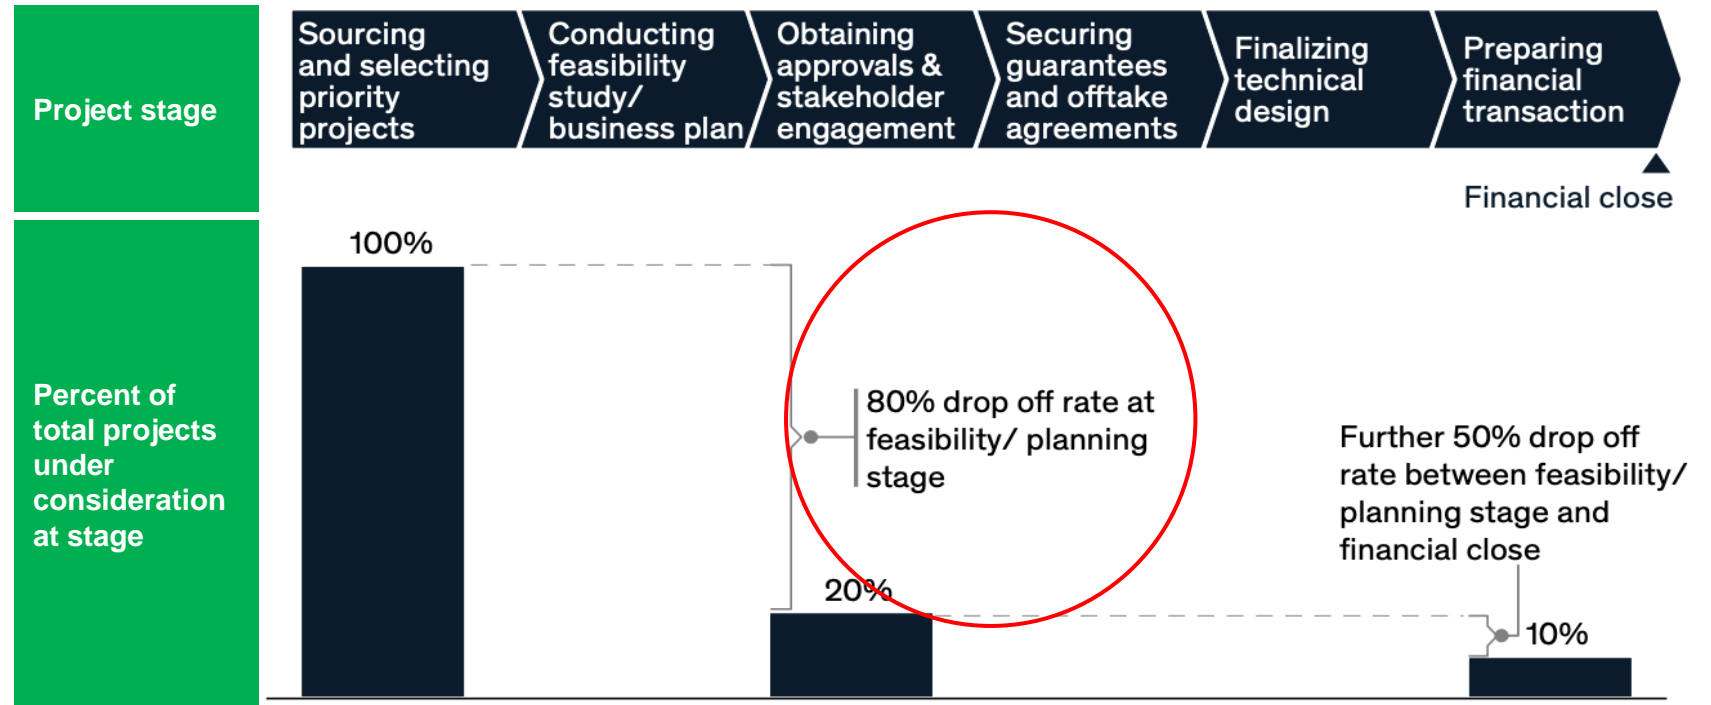 Project stage
Sourcing
and selecting
priority
projects
Conducting
feasibility
study/
business plan
Obtaining
approvals &
stakeholder
engagement
Securing
guarantees
and offtake
agreements
Finalizing
technical
design
Preparing
financial
transaction
Financial close
Percent of
total projects
under
consideration
at stage
100%
80% drop off rate at
feasibility/ planning
stage
20%
Further 50% drop off
rate between feasibility/
planning stage and
financial close
10%